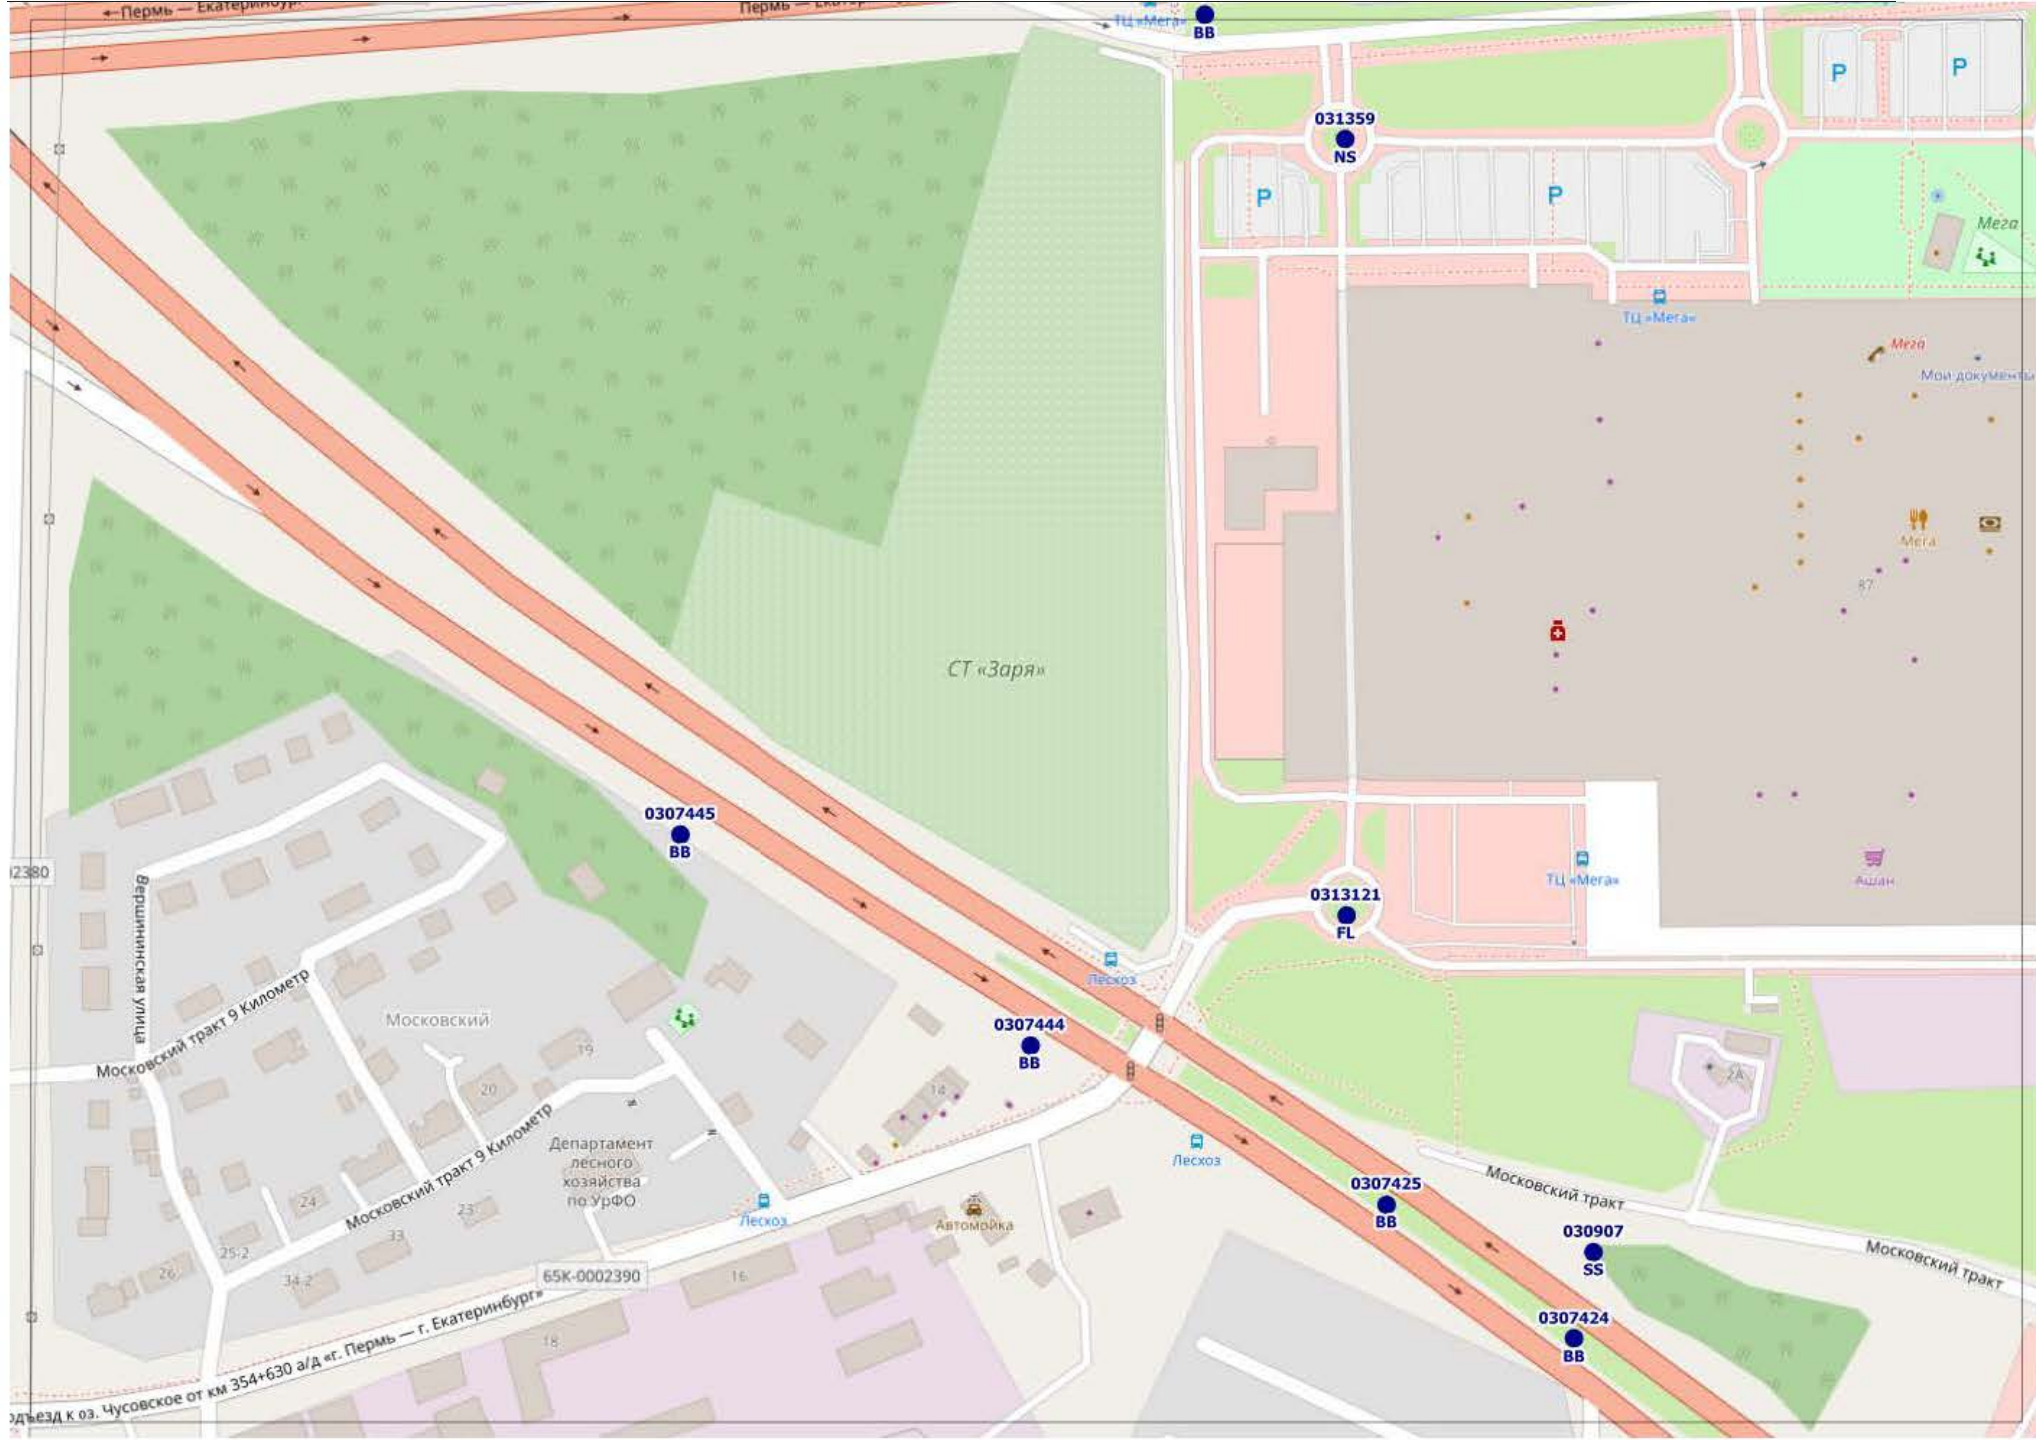 ←Пермь — Екатеринбург
Пермь — Екатер
ТЦ «Мега»
BB
P
P
031359
NS
P
P
Мега
ТЦ «Мега»
Мега
Мои документы
Мега
87
СТ «Заря»
0307445
BB
2380
Вершининская улица
ТЦ «Мега»
Ашан
0313121
FL
Лесхоз
Московский тракт 9 Километр
Московский
0307444
BB
19
20
14
2А
Московский тракт 9 Километр
Департамент
лесного
хозяйства
по УрФО
Лесхоз
Лесхоз
Автомойка
Московский тракт
0307425
BB
030907
SS
Московский тракт
24
23
33
25-2
26
34-2
65К-0002390
16
18
0307424
BB
одъезд к оз. Чусовское от км 354+630 а/д «г. Пермь — г. Екатеринбург»